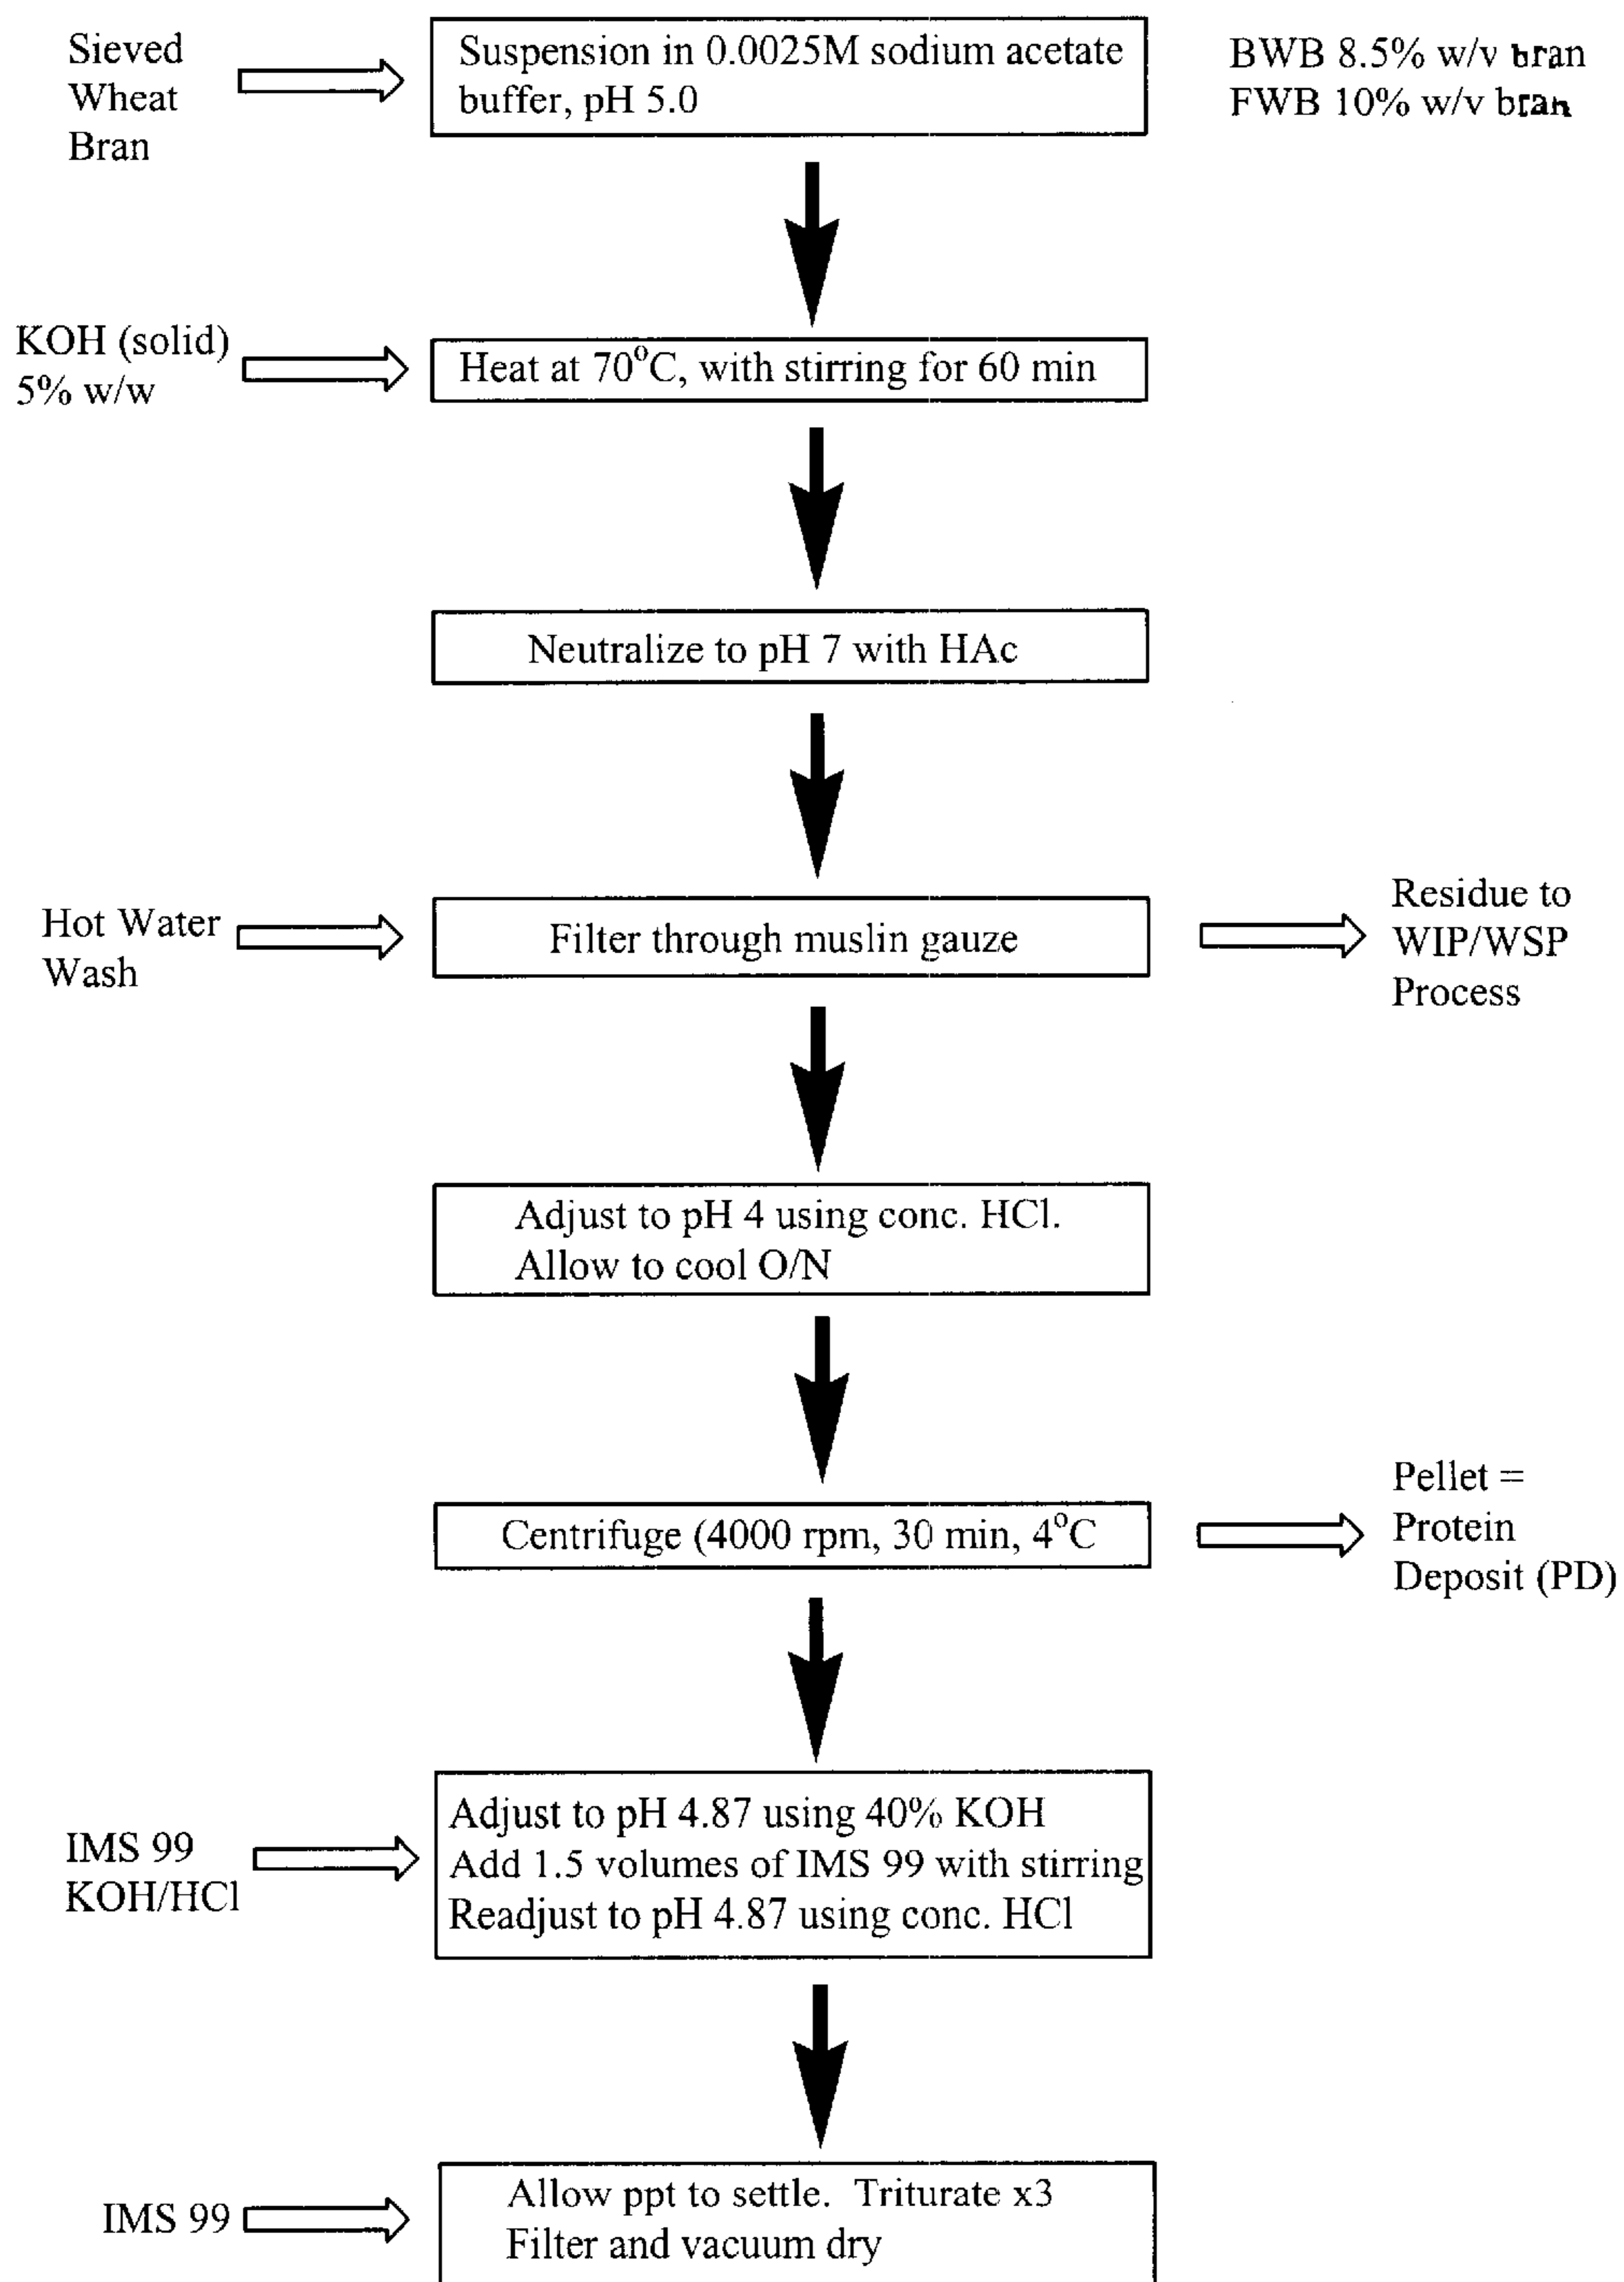 Sieved
Wheat
Bran
Suspension in 0.0025M sodium acetate
buffer, pH 5.0
BWB 8.5% w/v bran
FWB 10% w/v bran
KOH (solid)
5% w/w
Heat at 70°C, with stirring for 60 min
Neutralize to pH 7 with HAc
Hot Water
Wash
Filter through muslin gauze
Residue to
WIP/WSP
Process
Adjust to pH 4 using conc. HCl.
Allow to cool O/N
Centrifuge (4000 rpm, 30 min, 4°C
Pellet =
Protein
Deposit (PD)
IMS 99
KOH/HCl
Adjust to pH 4.87 using 40% KOH
Add 1.5 volumes of IMS 99 with stirring
Readjust to pH 4.87 using conc. HCl
IMS 99
Allow ppt to settle. Triturate x3
Filter and vacuum dry